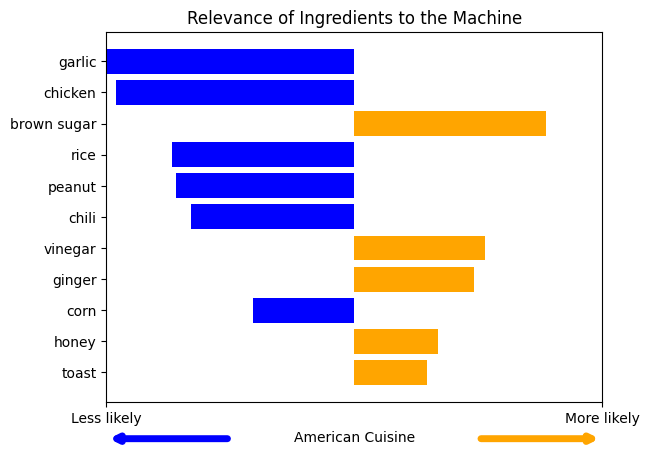 Relevance of Ingredients to the Machine
garlic
chicken
brown sugar
rice
peanut
chili
vinegar
ginger
corn
honey
toast
Less likely
More likely
American Cuisine